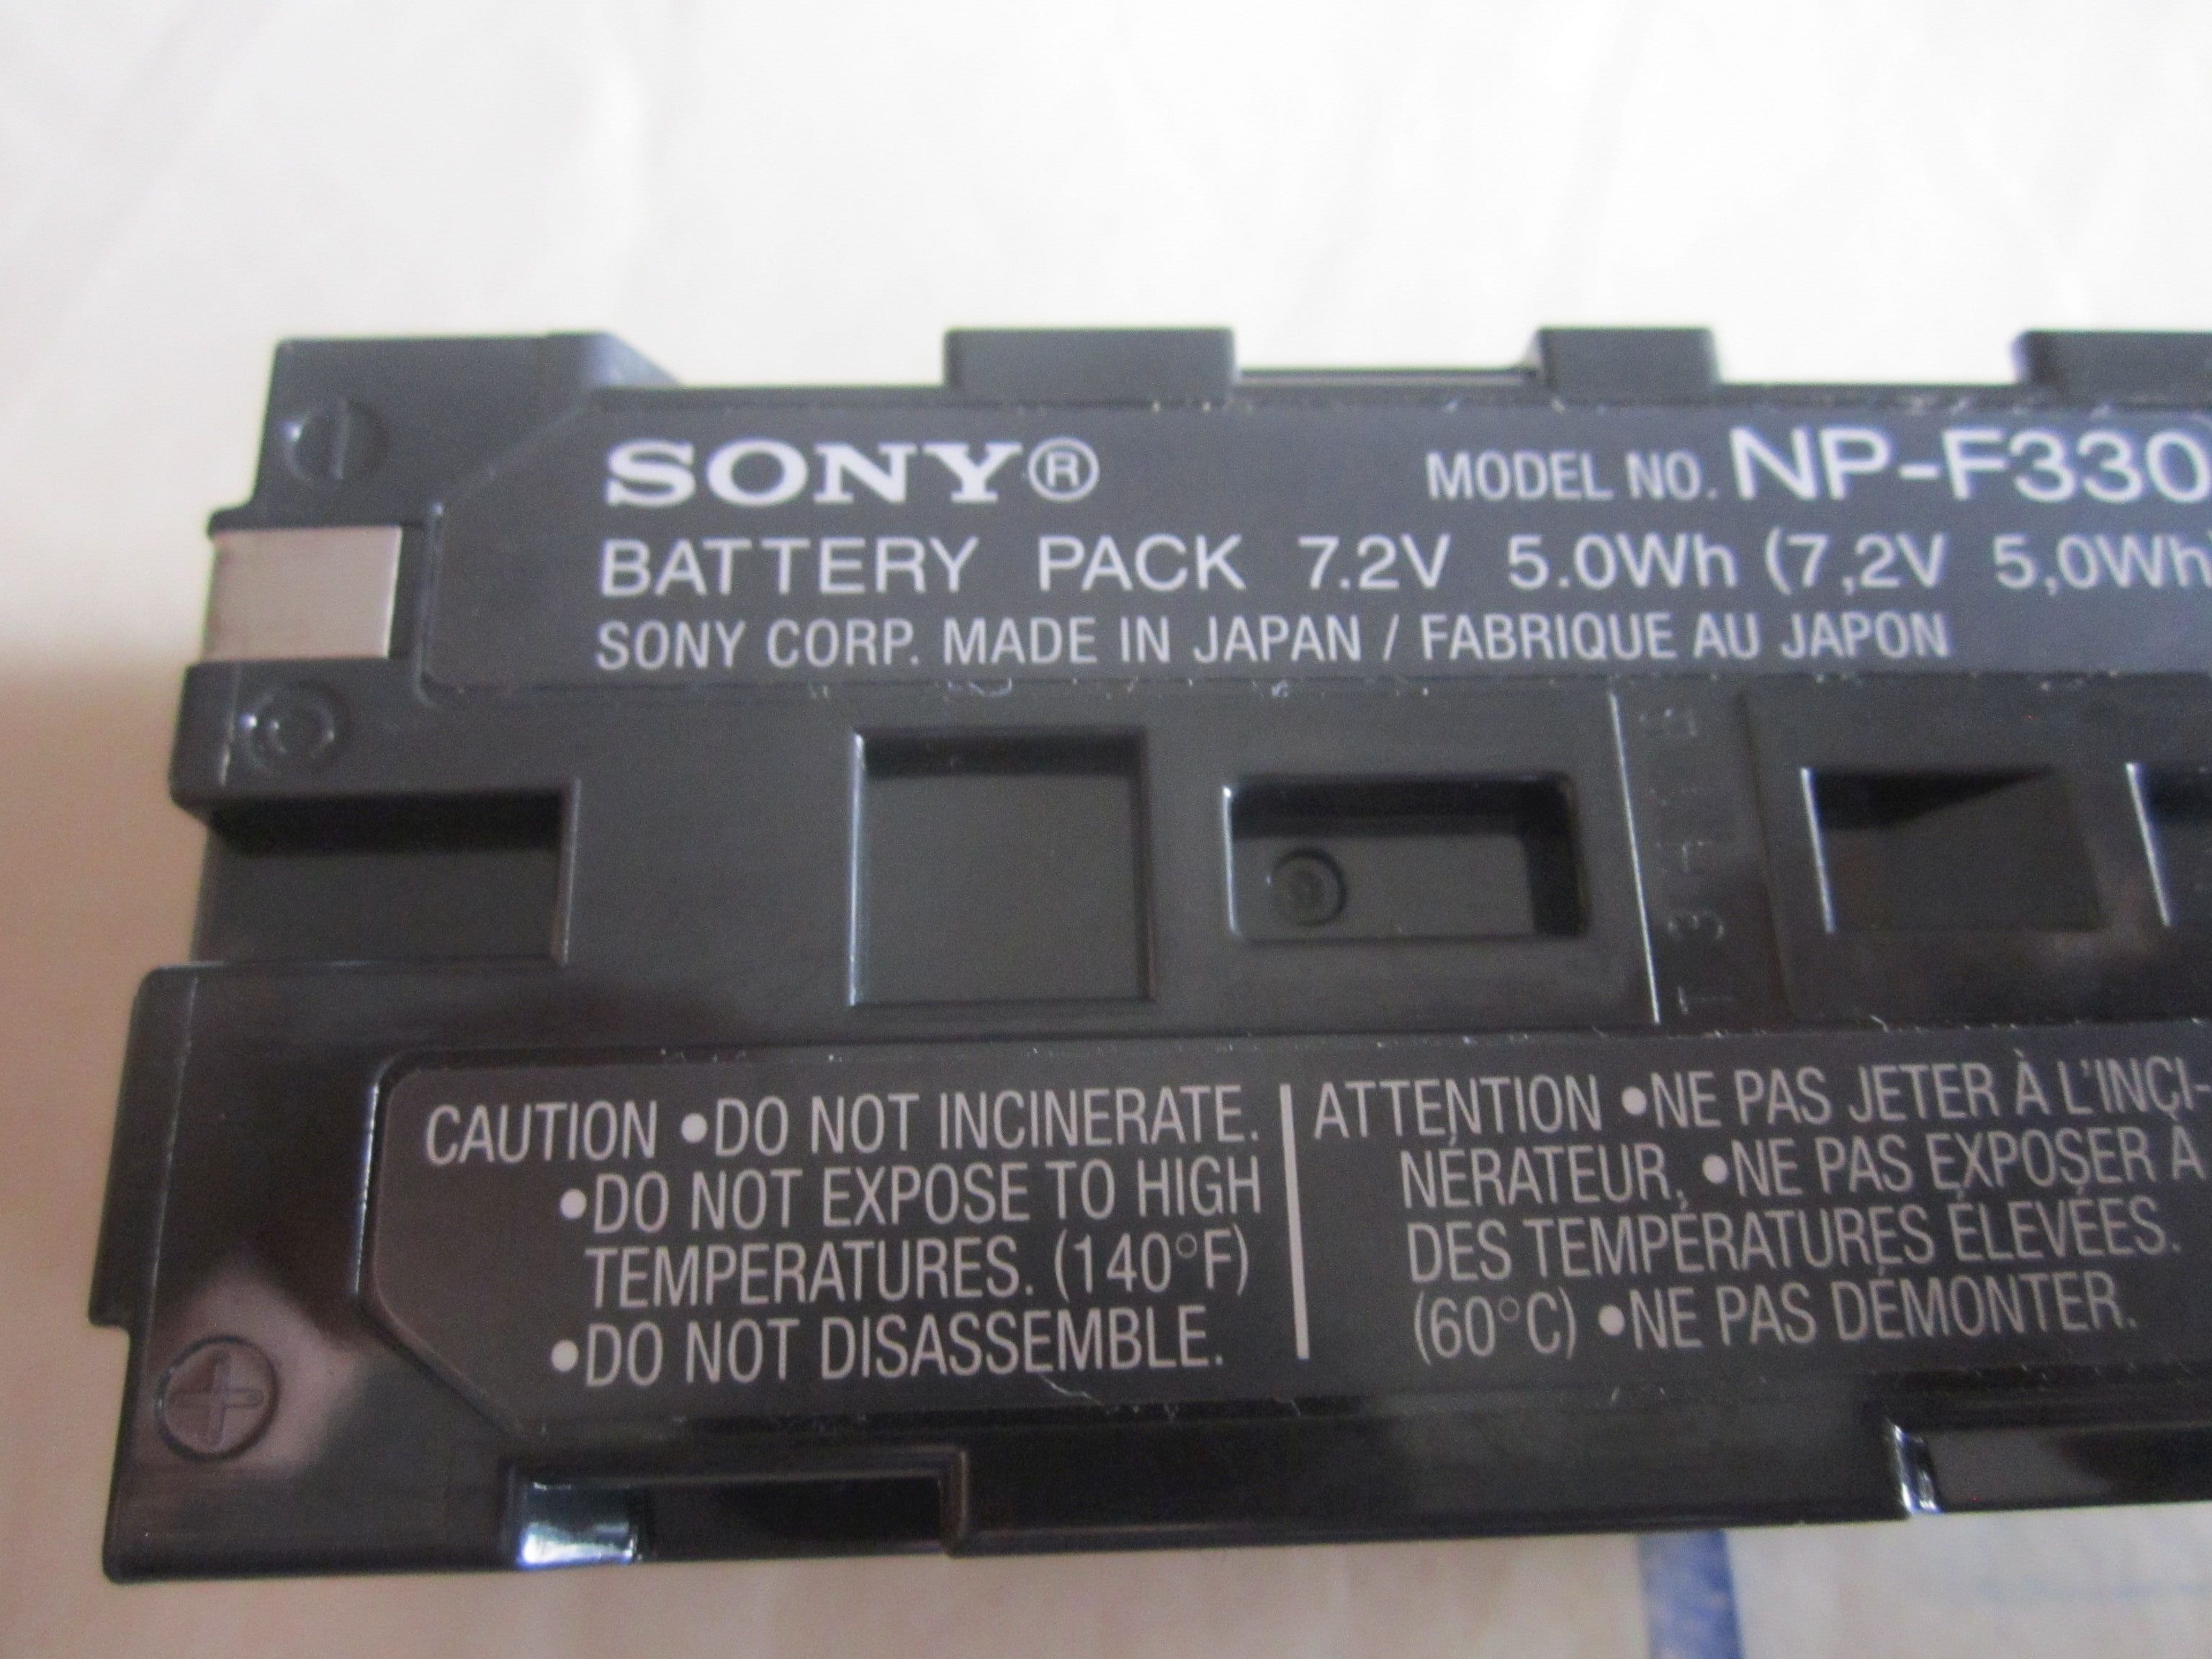 SONY®
MODEL NO. NP-F330
BATTERY PACK 7.2V 5.0Wh (7,2V 5,0Wh)
SONY CORP. MADE IN JAPAN / FABRIQUE AU JAPON
CAUTION •DO NOT INCINERATE.
•DO NOT EXPOSE TO HIGH
TEMPERATURES. (140°F)
•DO NOT DISASSEMBLE.
ATTENTION •NE PAS JETER À L'INCI-
NÉRATEUR. •NE PAS EXPOSER À
DES TEMPÉRATURES ÉLEVÉES.
(60°C) •NE PAS DÉMONTER.